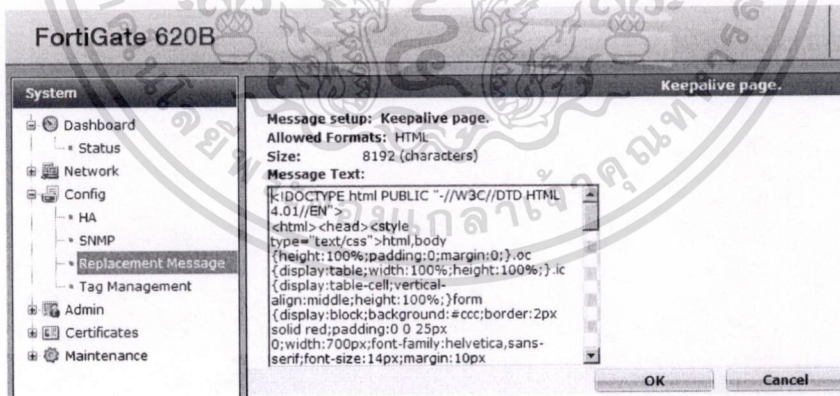 FortiGate 620B
System
Dashboard
Status
Network
Config
HA
SNMP
Replacement Message
Tag Management
Admin
Certificates
Maintenance
Keepalive page.
Message setup: Keepalive page.
Allowed Formats: HTML
Size: 8192 (characters)
Message Text:
<!DOCTYPE html PUBLIC "-//W3C//DTD HTML
4.01//EN">
<html><head><style
type="text/css">html,body
{height:100%;padding:0;margin:0;}.oc
{display:table;width:100%;height:100%;}.ic
{display:table-cell;vertical-
align:middle;height:100%;}form
{display:block;background:#ccc;border:2px
solid red;padding:0 0 25px
0;width:700px;font-family:helvetica,sans-
serif;font-size:14px;margin:10px
OK
Cancel